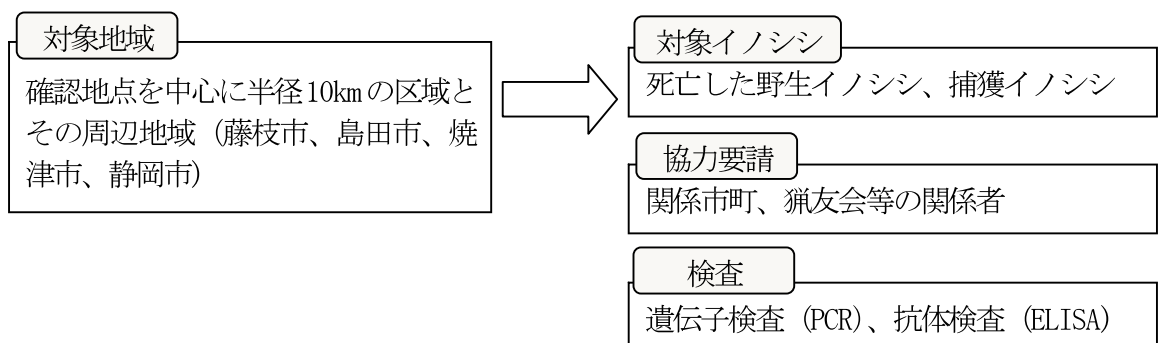 対象地域
確認地点を中心に半径10kmの区域と
その周辺地域（藤枝市、島田市、焼
津市、静岡市）
対象イノシシ
死亡した野生イノシシ、捕獲イノシシ
協力要請
関係市町、猟友会等の関係者
検査
遺伝子検査（PCR）、抗体検査（ELISA）